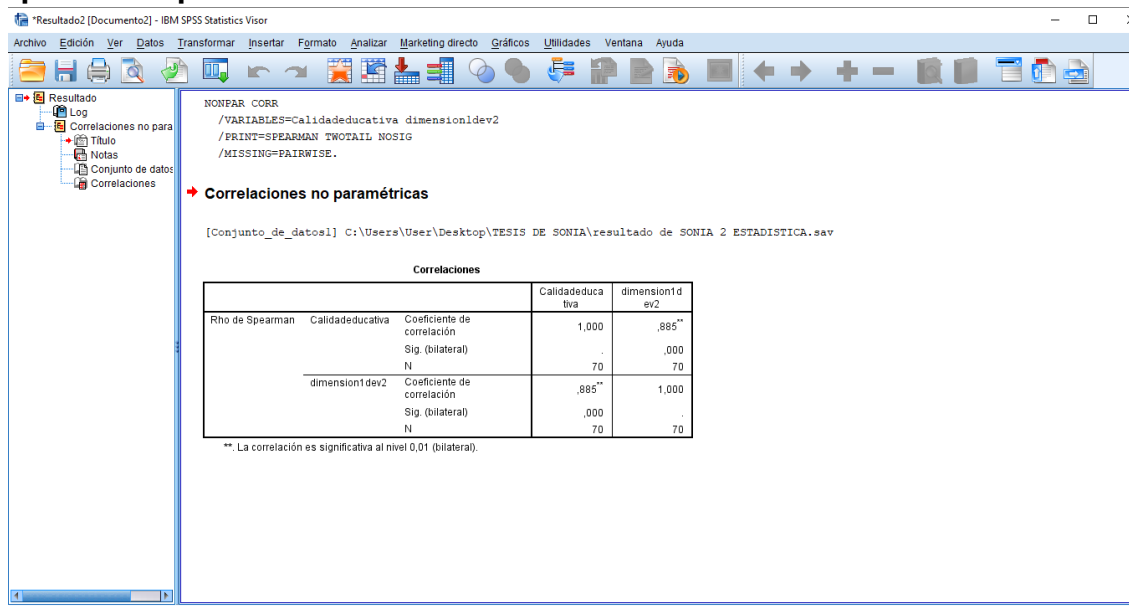 *Resultado2 [Documento2] - IBM SPSS Statistics Visor
Archivo Edición Ver Datos Transformar Insertar Formato Analizar Marketing directo Gráficos Utilidades Ventana Ayuda
Resultado
Log
Correlaciones no para
Título
Notas
Conjunto de datos
Correlaciones
NONPAR CORR
/VARIABLES=Calidadeducativa dimension1dev2
/PRINT=SPEARMAN TWOTAIL NOSIG
/MISSING=PAIRWISE.
Correlaciones no paramétricas
[Conjunto_de_datos1] C:\Users\User\Desktop\TESIS DE SONIA\resultado de SONIA 2 ESTADISTICA.sav
Correlaciones
Calidadeduca dimension1d
tiva ev2
Rho de Spearman Calidadeducativa Coeficiente de
correlación 1,000 ,885**
Sig. (bilateral) . ,000
N 70 70
dimension1dev2 Coeficiente de
correlación ,885** 1,000
Sig. (bilateral) ,000 .
N 70 70
**. La correlación es significativa al nivel 0,01 (bilateral).